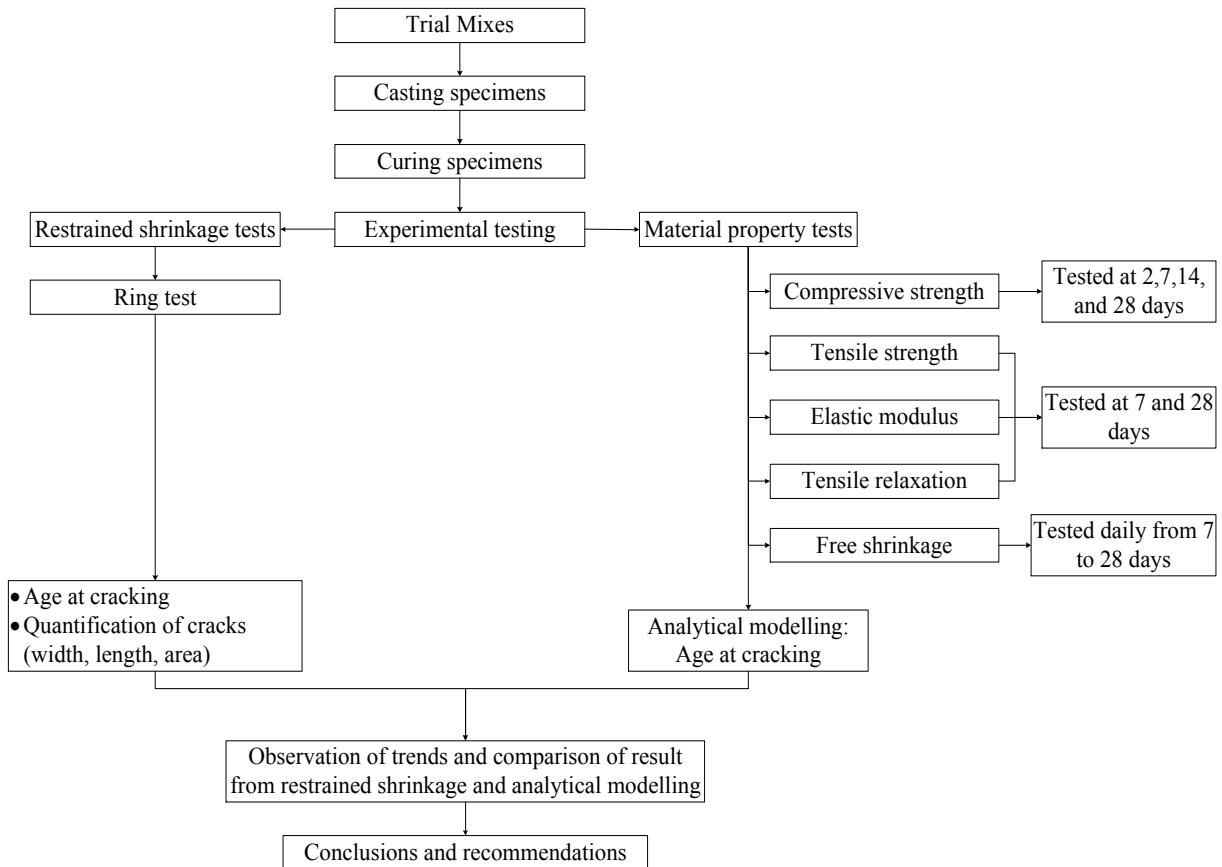 Trial Mixes
Casting specimens
Curing specimens
Restrained shrinkage tests
Experimental testing
Material property tests
Ring test
Compressive strength
Tested at 2,7,14,
and 28 days
Tensile strength
Elastic modulus
Tested at 7 and 28
days
Tensile relaxation
Free shrinkage
Tested daily from 7
to 28 days
•Age at cracking
•Quantification of cracks
(width, length, area)
Analytical modelling:
Age at cracking
Observation of trends and comparison of result
from restrained shrinkage and analytical modelling
Conclusions and recommendations